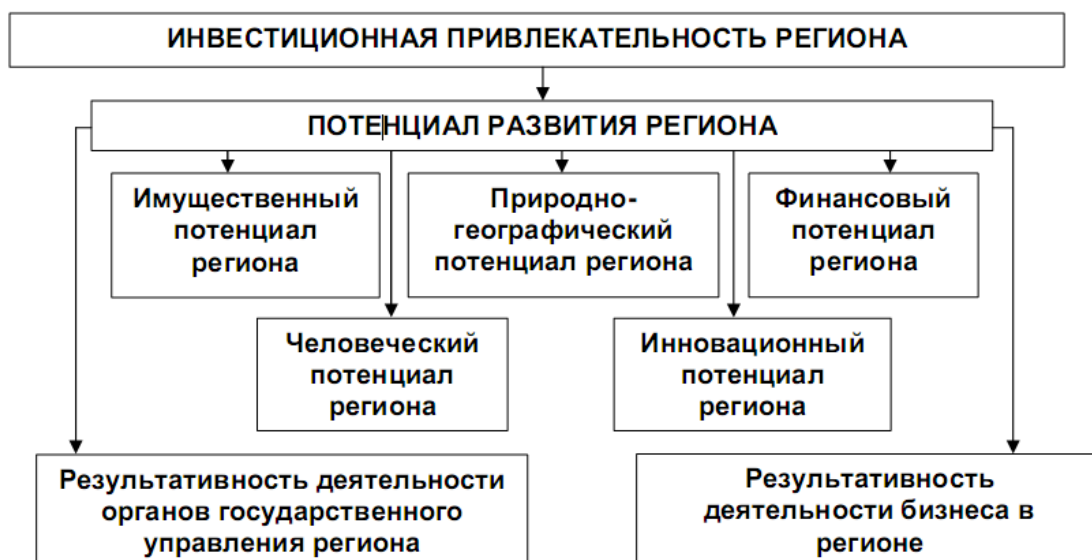 ИНВЕСТИЦИОННАЯ ПРИВЛЕКАТЕЛЬНОСТЬ РЕГИОНА
ПОТЕНЦИАЛ РАЗВИТИЯ РЕГИОНА
Имущественный
потенциал
региона
Природно-
географический
потенциал региона
Финансовый
потенциал
региона
Человеческий
потенциал
региона
Инновационный
потенциал
региона
Результативность деятельности
органов государственного
управления региона
Результативность
деятельности бизнеса в
регионе